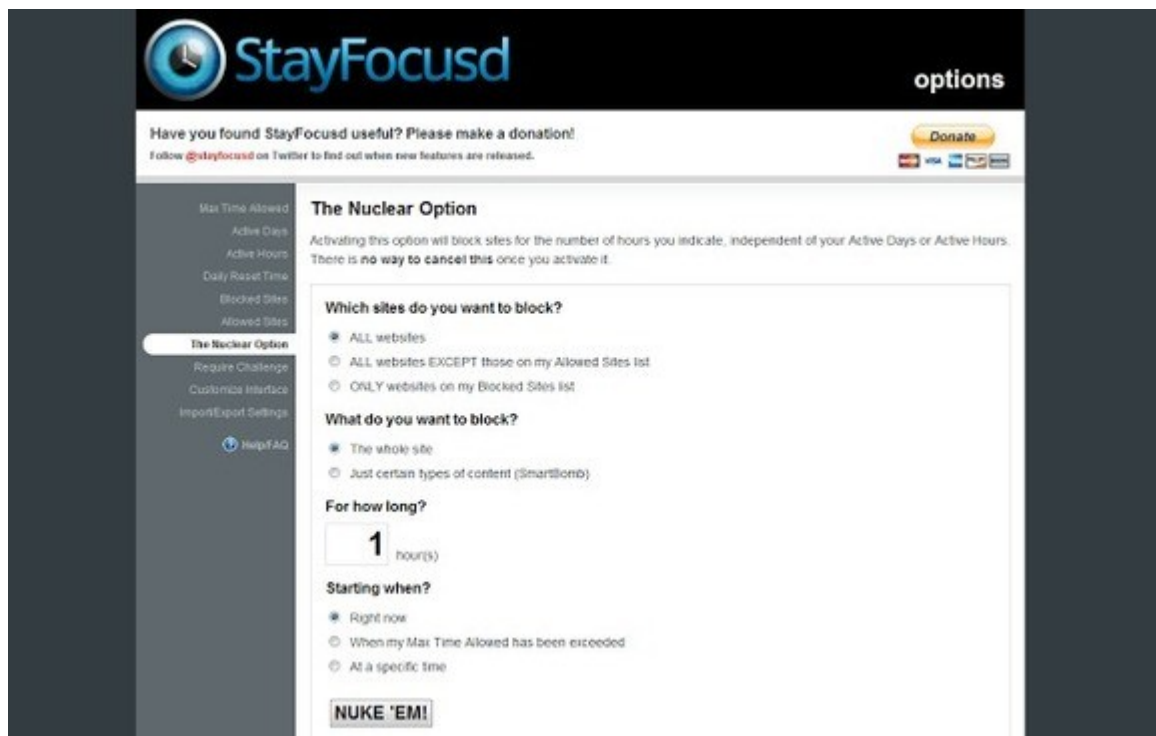 StayFocusd
options
Have you found StayFocusd useful? Please make a donation!
Donate
Follow @stayfocusd on Twitter to find out when new features are released.
VISA
Max Time Allowed
Active Days
Active Hours
Daily Reset Time
Blocked Sites
Allowed Sites
The Nuclear Option
Require Challenge
Customize Interface
Import/Export Settings
? Help/FAQ
The Nuclear Option
Activating this option will block sites for the number of hours you indicate, independent of your Active Days or Active Hours.
There is no way to cancel this once you activate it.
Which sites do you want to block?
ALL websites
ALL websites EXCEPT those on my Allowed Sites list
ONLY websites on my Blocked Sites list
What do you want to block?
The whole site
Just certain types of content (SmartBomb)
For how long?
1 hour(s)
Starting when?
Right now
When my Max Time Allowed has been exceeded
At a specific time
NUKE 'EM!